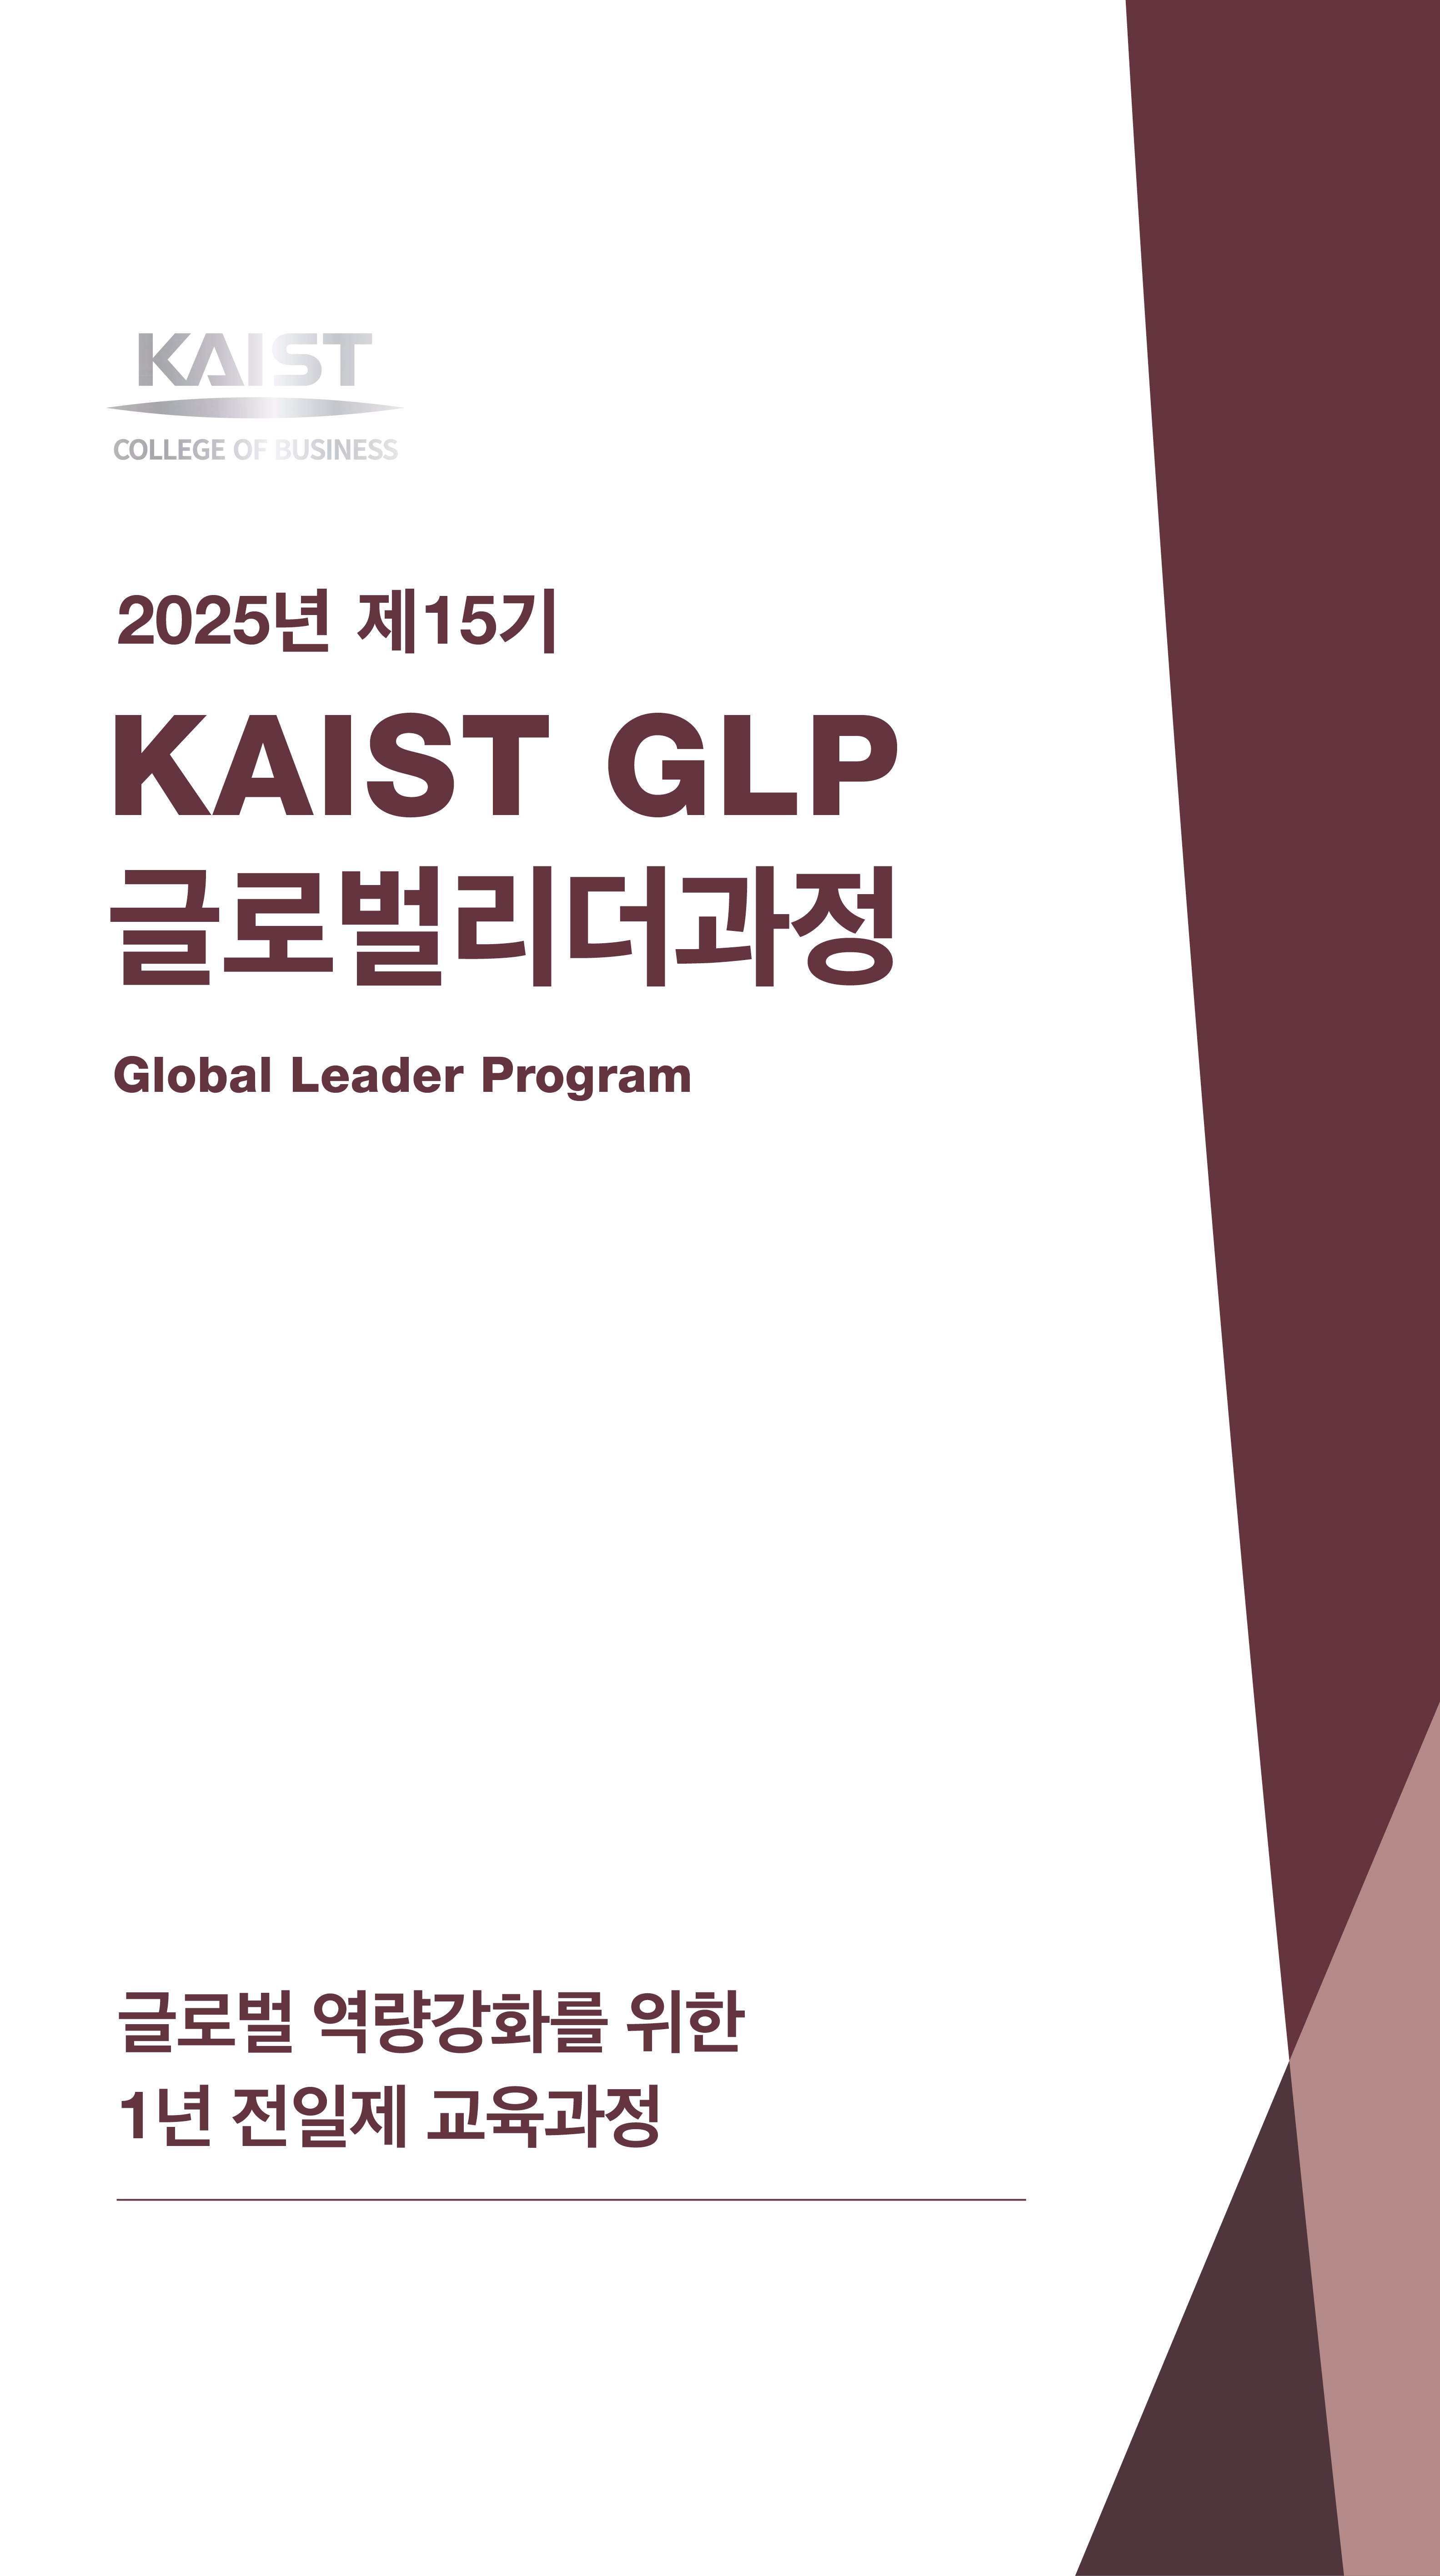 KAIST
COLLEGE OF BUSINESS
2025년 제15기
KAIST GLP
글로벌리더과정
Global Leader Program
글로벌 역량강화를 위한
1년 전일제 교육과정